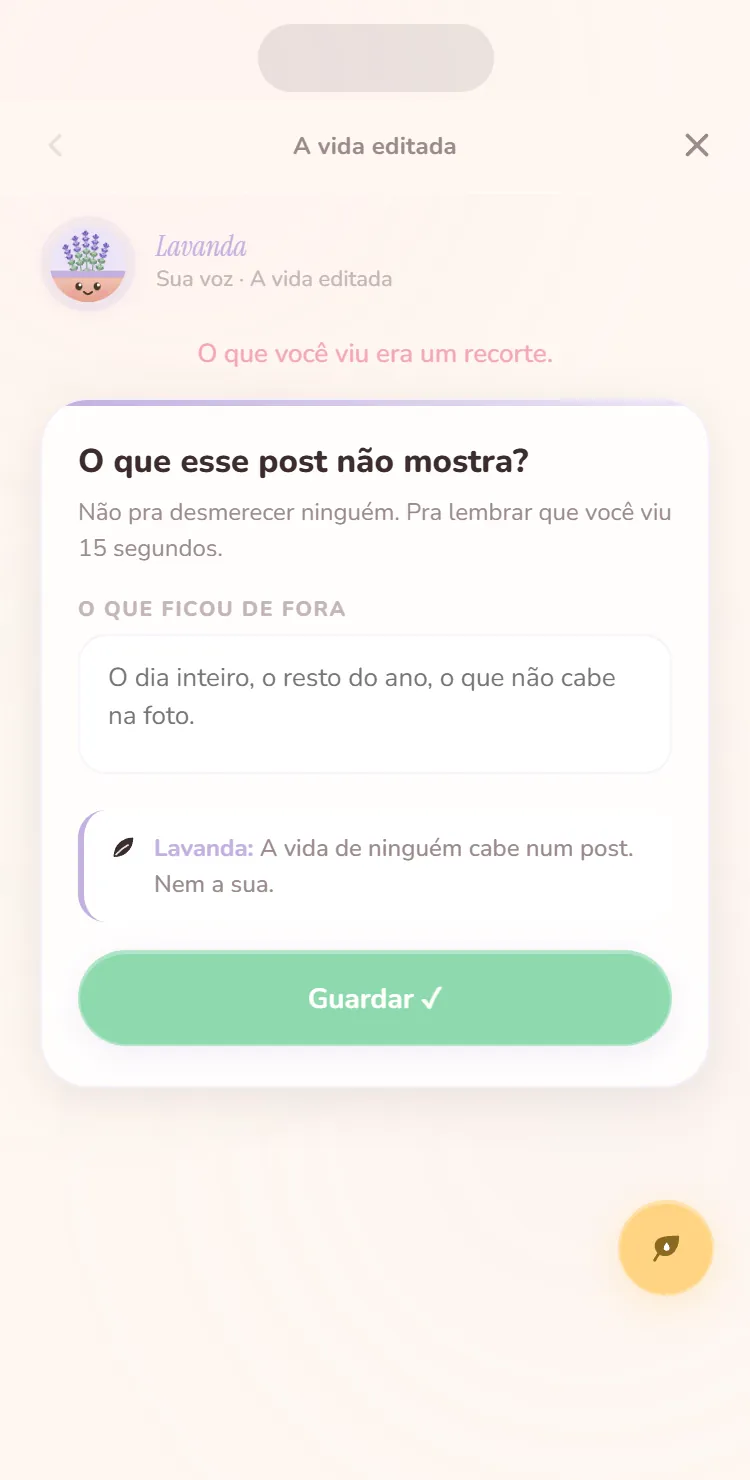 A vida editada
Lavanda
Sua voz · A vida editada
O que você viu era um recorte.
O que esse post não mostra?
Não pra desmerecer ninguém. Pra lembrar que você viu
15 segundos.
O QUE FICOU DE FORA
O dia inteiro, o resto do ano, o que não cabe
na foto.
Lavanda: A vida de ninguém cabe num post.
Nem a sua.
Guardar ✓